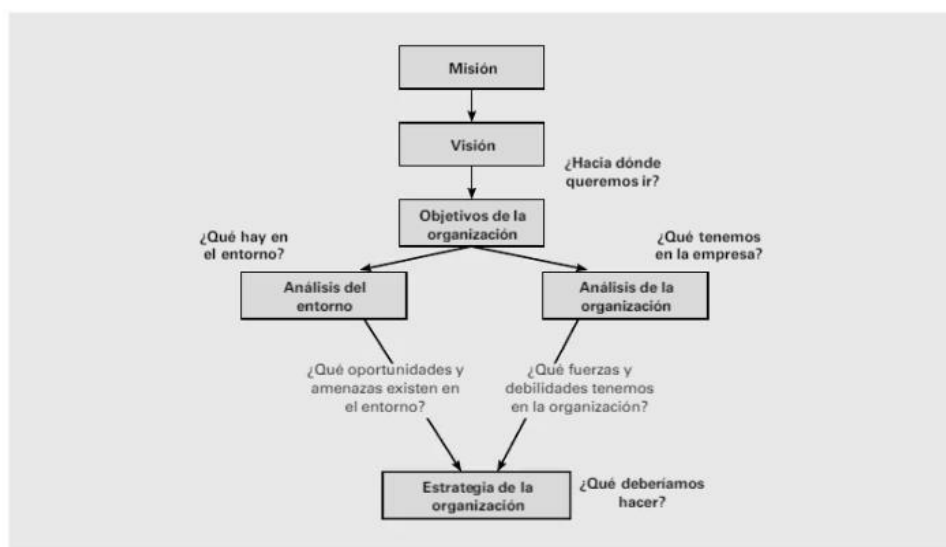 Misión
Visión
¿Hacia dónde
queremos ir?
Objetivos de la
organización
¿Qué hay en
el entorno?
¿Qué tenemos
en la empresa?
Análisis del
entorno
Análisis de la
organización
¿Qué oportunidades y
amenazas existen en
el entorno?
¿Qué fuerzas y
debilidades tenemos
en la organización?
Estrategia de la
organización
¿Qué deberíamos
hacer?